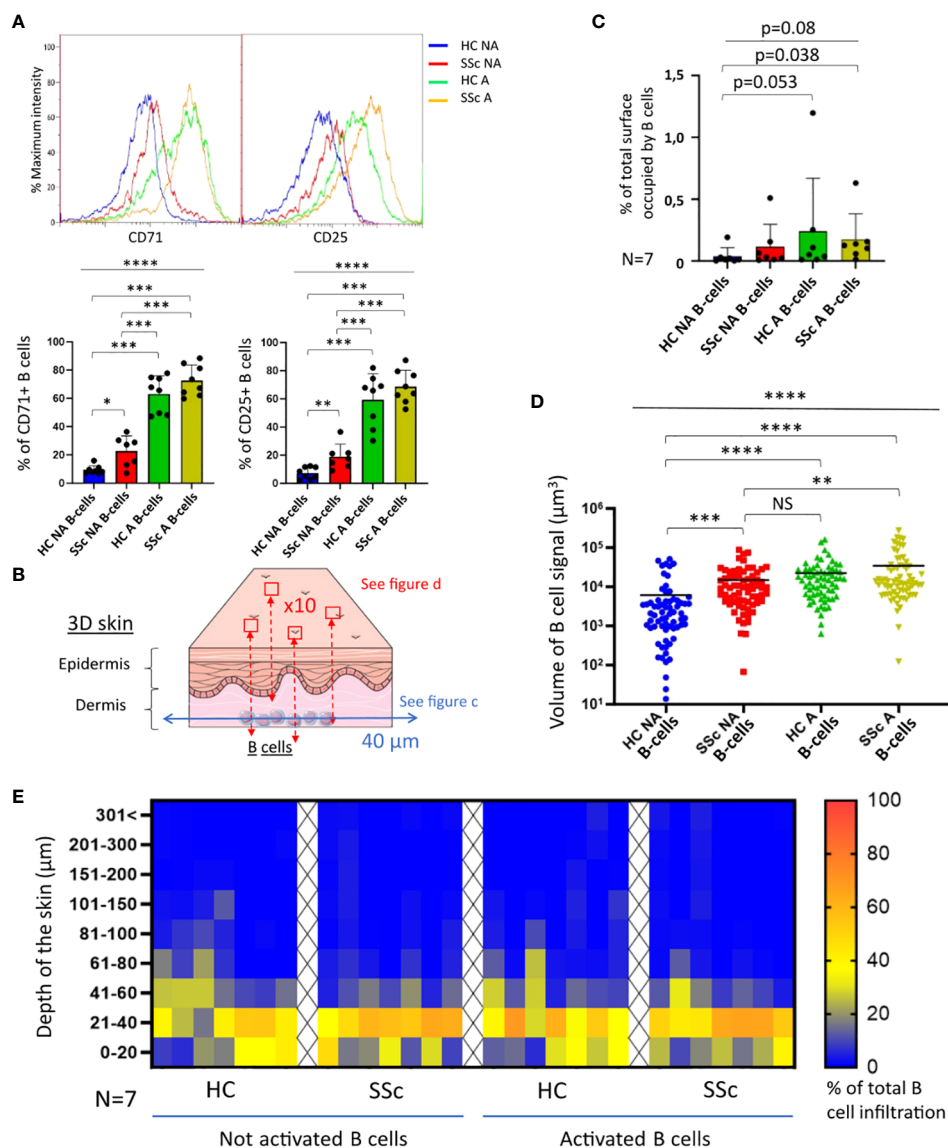 A
100
80
60
40
20
0
% Maximum intensity
CD71
CD25
HC NA
SSc NA
HC A
SSc A
****
***
***
***
***
*
100
80
60
40
20
0
% of CD71+ B cells
HC NA B-cells
SSc NA B-cells
HC A B-cells
SSc A B-cells
****
***
***
***
***
**
100
80
60
40
20
0
% of CD25+ B cells
HC NA B-cells
SSc NA B-cells
HC A B-cells
SSc A B-cells
B
3D skin
Epidermis
Dermis
x10
See figure d
See figure c
40 µm
B cells
C
p=0.08
p=0.038
p=0.053
1,5
1,0
0,5
0
% of total surface
occupied by B cells
N=7
HC NA B-cells
SSc NA B-cells
HC A B-cells
SSc A B-cells
D
****
****
****
**
NS
***
10⁶
10⁵
10⁴
10³
10²
10¹
Volume of B cell signal (µm³)
HC NA
B-cells
SSc NA
B-cells
HC A
B-cells
SSc A
B-cells
E
Depth of the skin (µm)
301<
201-300
151-200
101-150
81-100
61-80
41-60
21-40
0-20
100
80
60
40
20
0
% of total B
cell infiltration
N=7
HC
SSc
HC
SSc
Not activated B cells
Activated B cells